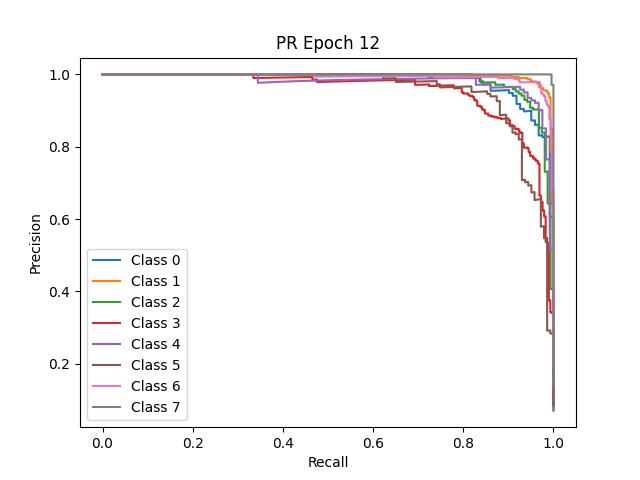 PR Epoch 12
1.0
0.8
0.6
0.4
0.2
Precision
Class 0
Class 1
Class 2
Class 3
Class 4
Class 5
Class 6
Class 7
0.0 0.2 0.4 0.6 0.8 1.0
Recall